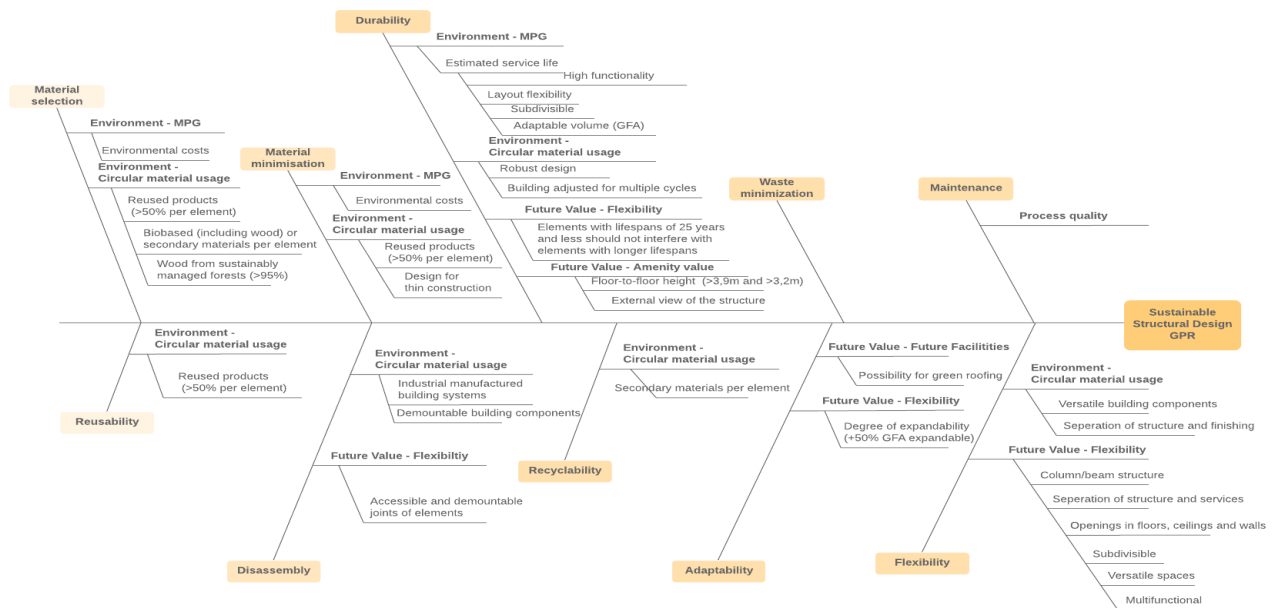 Durability
Environment - MPG
Estimated service life
High functionality
Layout flexibility
Subdivisible
Adaptable volume (GFA)
Environment -
Circular material usage
Robust design
Building adjusted for multiple cycles
Future Value - Flexibility
Elements with lifespans of 25 years
and less should not interfere with
elements with longer lifespans
Future Value - Amenity value
Floor-to-floor height (>3,9m and >3,2m)
External view of the structure
Material
selection
Environment - MPG
Environmental costs
Environment -
Circular material usage
Reused products
(>50% per element)
Biobased (including wood) or
secondary materials per element
Wood from sustainably
managed forests (>95%)
Material
minimisation
Environment - MPG
Environmental costs
Environment -
Circular material usage
Reused products
(>50% per element)
Design for
thin construction
Waste
minimization
Maintenance
Process quality
Sustainable
Structural Design
GPR
Environment -
Circular material usage
Reused products
(>50% per element)
Reusability
Environment -
Circular material usage
Industrial manufactured
building systems
Demountable building components
Future Value - Flexibiltiy
Accessible and demountable
joints of elements
Disassembly
Environment -
Circular material usage
Secondary materials per element
Recyclability
Future Value - Future Facilitities
Possibility for green roofing
Future Value - Flexibility
Degree of expandability
(+50% GFA expandable)
Adaptability
Environment -
Circular material usage
Versatile building components
Seperation of structure and finishing
Future Value - Flexibility
Column/beam structure
Seperation of structure and services
Openings in floors, ceilings and walls
Subdivisible
Versatile spaces
Multifunctional
Flexibility